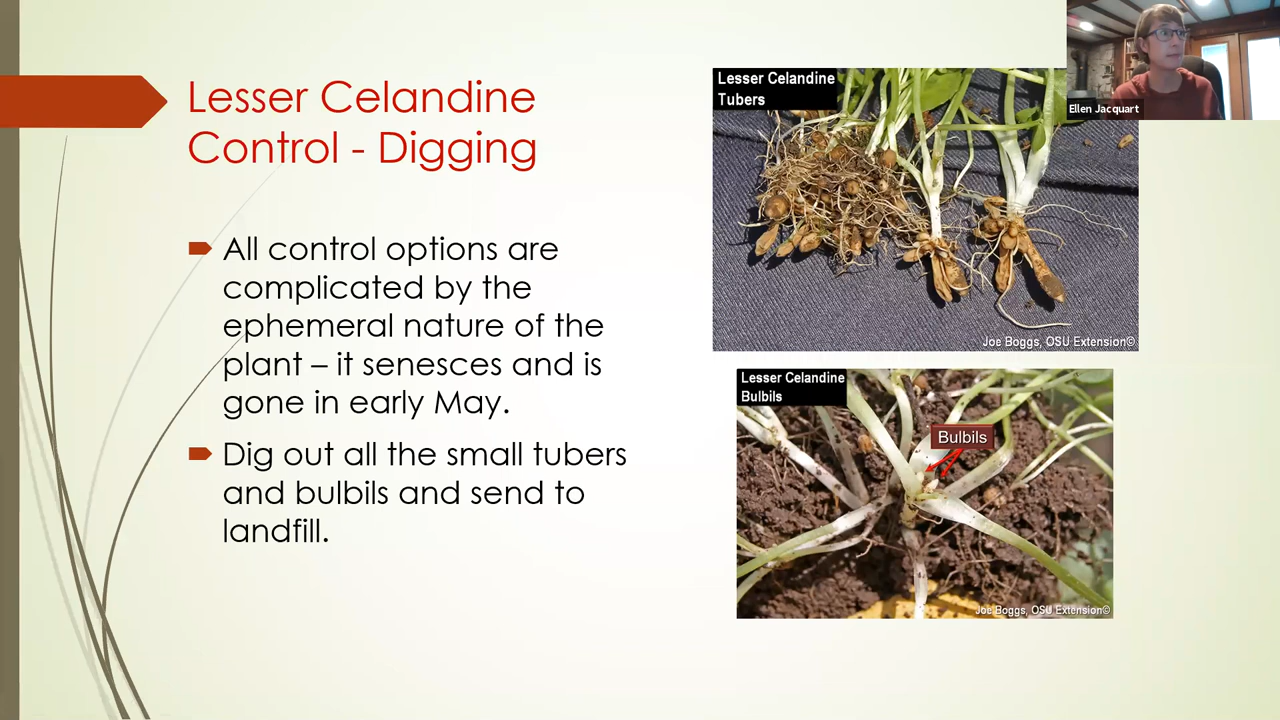 Lesser Celandine
Control - Digging
All control options are
complicated by the
ephemeral nature of the
plant – it senesces and is
gone in early May.
Dig out all the small tubers
and bulbils and send to
landfill.
Lesser Celandine
Tubers
Joe Boggs, OSU Extension©
Lesser Celandine
Bulbils
Bulbils
Joe Boggs, OSU Extension©
Ellen Jacquart